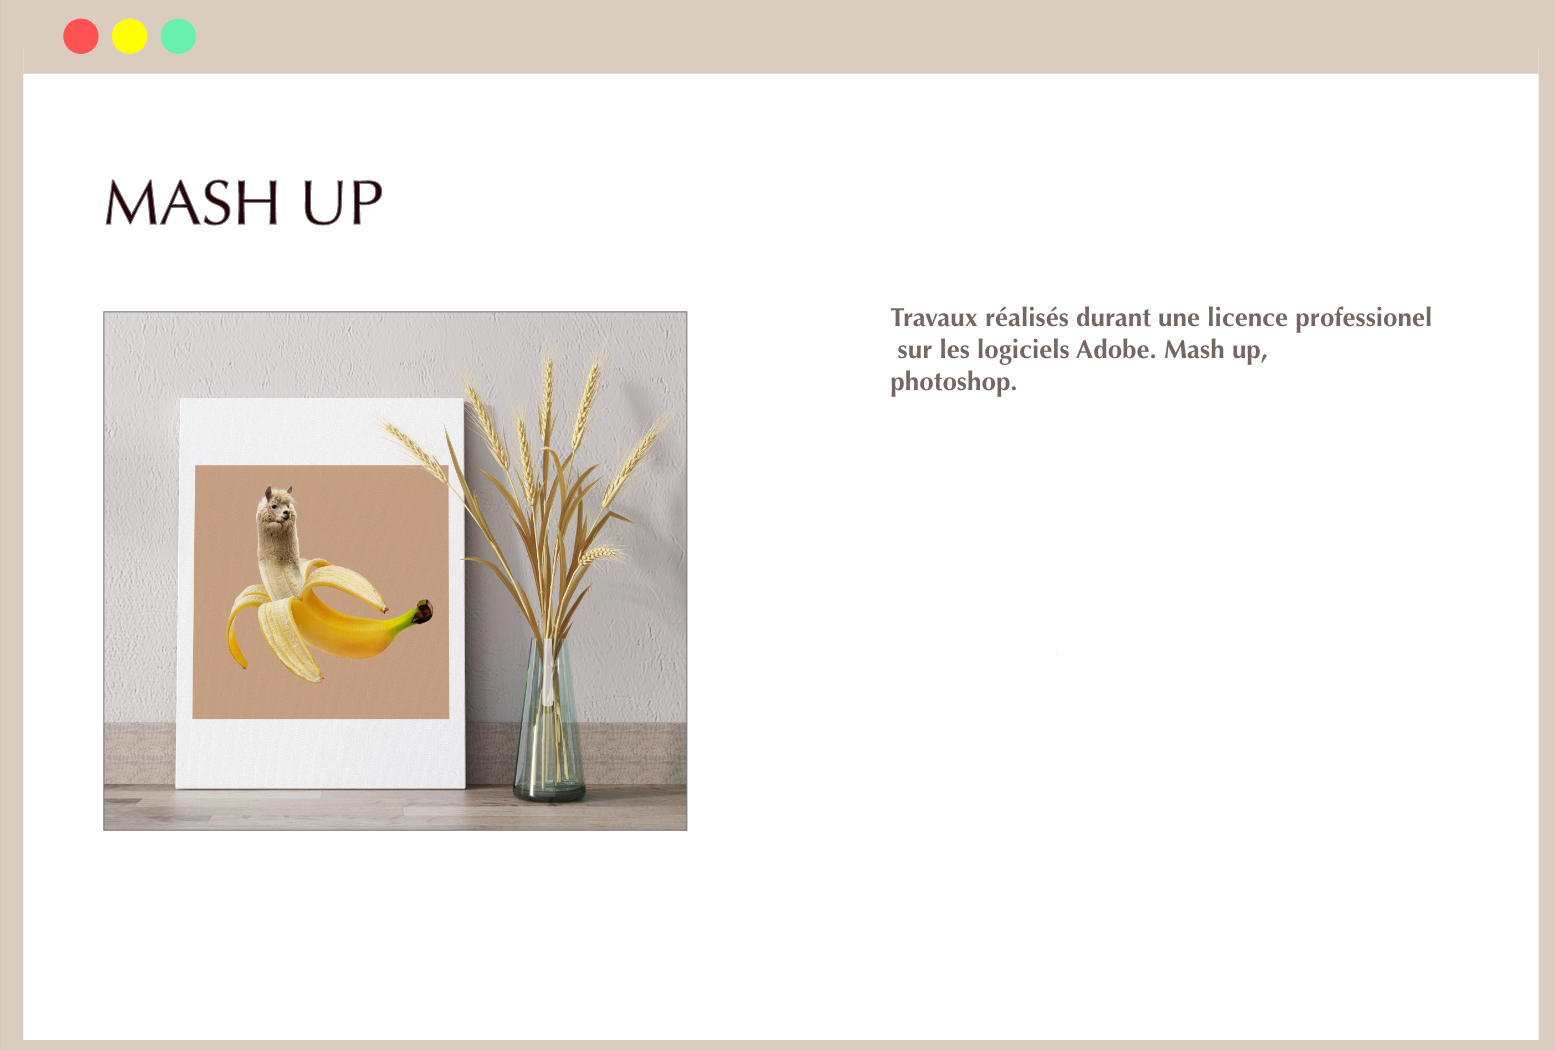 MASH UP
Travaux réalisés durant une licence professionel
sur les logiciels Adobe. Mash up,
photoshop.